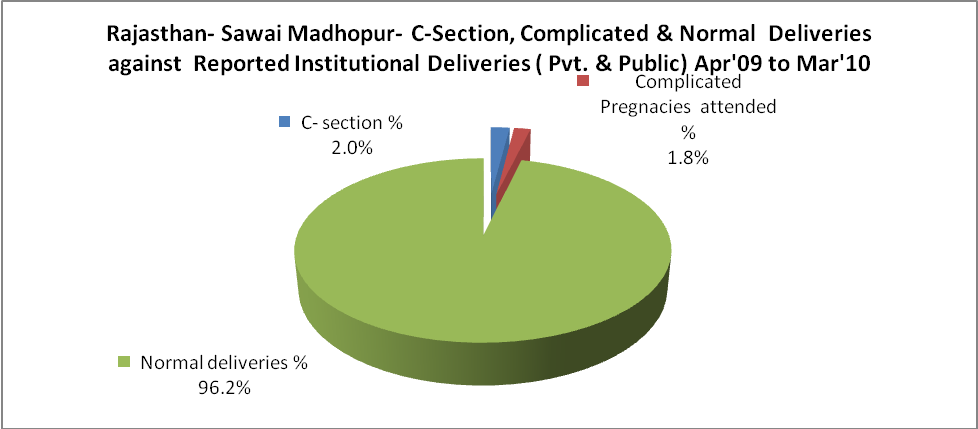 Rajasthan- Sawai Madhopur- C-Section, Complicated & Normal Deliveries
against Reported Institutional Deliveries ( Pvt. & Public) Apr'09 to Mar'10
Complicated
Pregnacies attended
%
1.8%
C- section %
2.0%
Normal deliveries %
96.2%